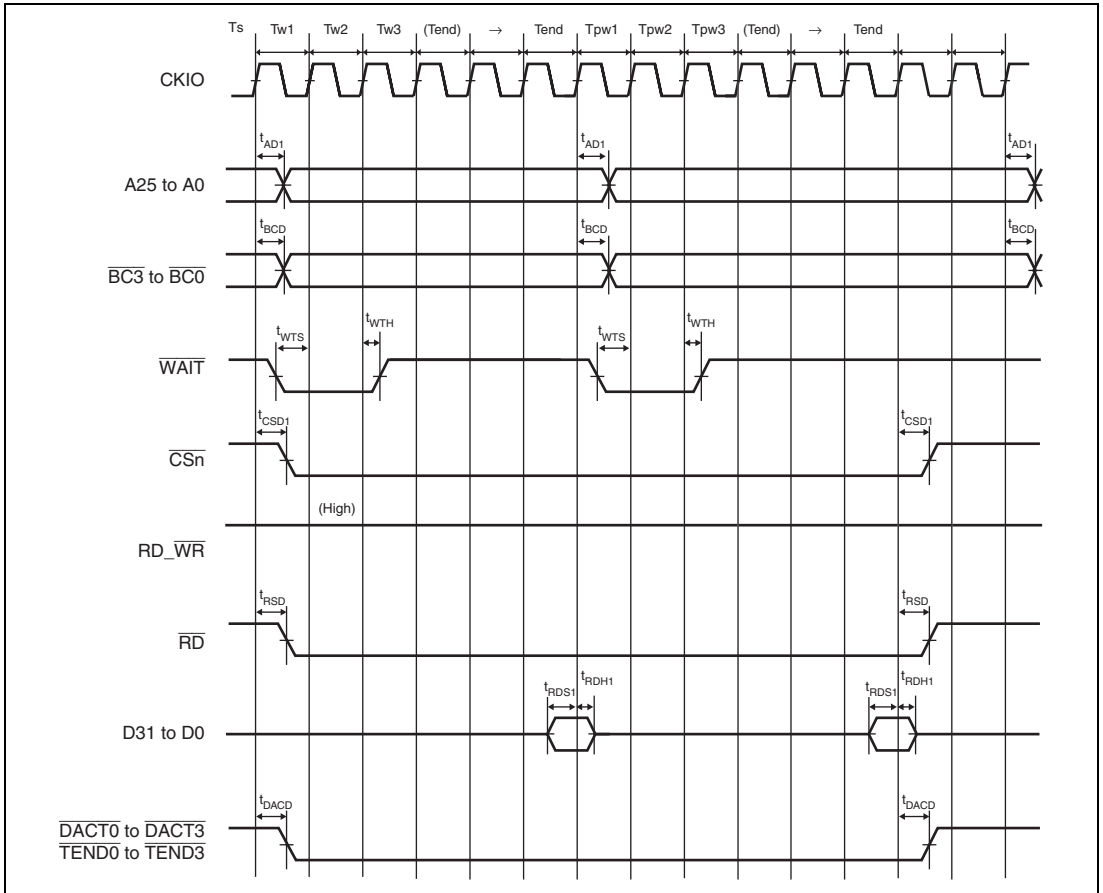 Ts Tw1 Tw2 Tw3 (Tend) → Tend Tpw1 Tpw2 Tpw3 (Tend) → Tend
CKIO
tAD1 tAD1 tAD1
A25 to A0
tBCD tBCD tBCD
BC3 to BC0
tWTS tWTH tWTS tWTH
WAIT
tCSD1 tCSD1
CSn
(High)
RD_WR
tRSD tRSD
RD
tRDS1 tRDH1 tRDS1 tRDH1
D31 to D0
tDACD tDACD
DACT0 to DACT3
TEND0 to TEND3